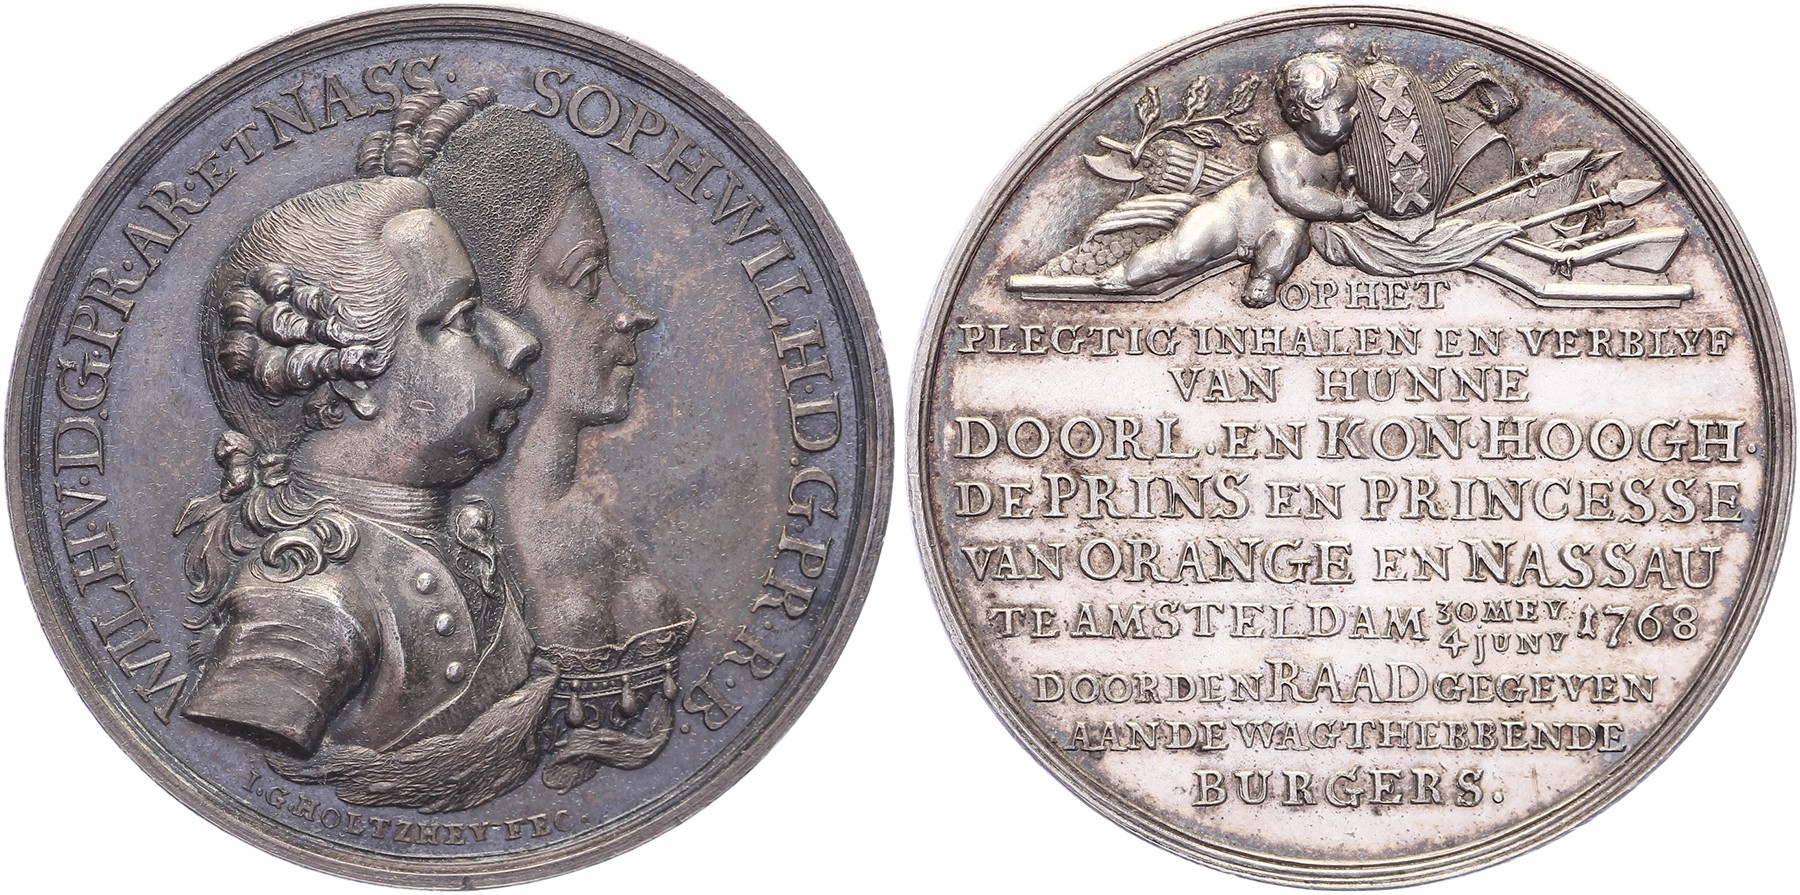 WILH·V·D·G·PR·AR·ET NASS· SOPH·WILH·D·G·PR·R·B·
I.G.HOLTZHEY FEC.
OP HET
PLEGTIG INHALEN EN VERBLYF
VAN HUNNE
DOORL·EN KON·HOOGH·
DE PRINS EN PRINCESSE
VAN ORANGE EN NASSAU
TE AMSTELDAM 30 MEY 4 JUNY 1768
DOOR DEN RAAD GEGEVEN
AAN DE WAGTHEBBENDE
BURGERS.